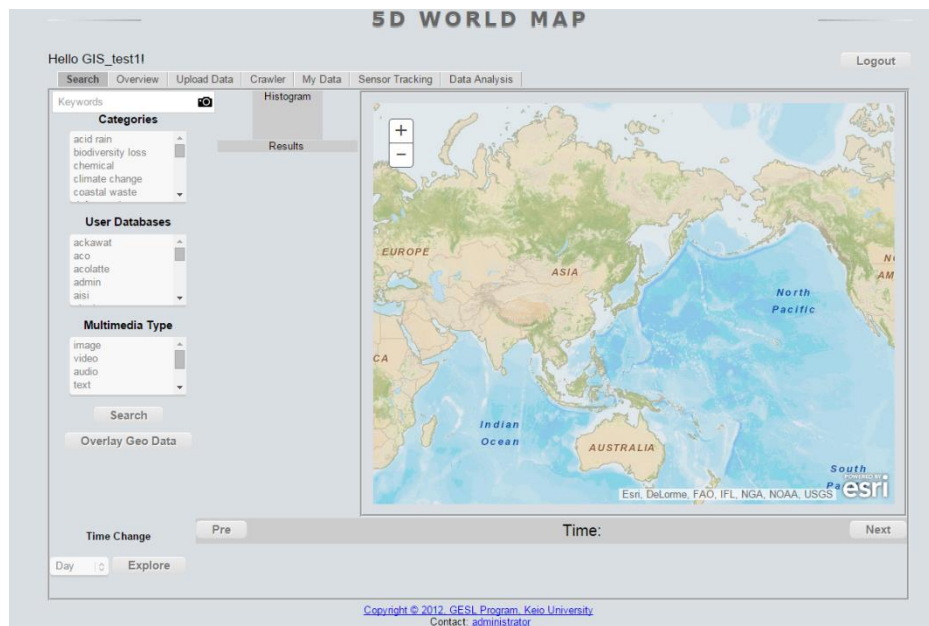 5D WORLD MAP
Hello GIS_test1!
Logout
Search Overview Upload Data Crawler My Data Sensor Tracking Data Analysis
Keywords
Categories
acid rain
biodiversity loss
chemical
climate change
coastal waste
User Databases
ackawat
aco
acolatte
admin
aisi
Multimedia Type
image
video
audio
text
Search
Overlay Geo Data
Histogram
Results
+
−
EUROPE
ASIA
North
Pacific
N
AM
CA
Indian
Ocean
AUSTRALIA
South
Pa
POWERED BY
esri
Esri, DeLorme, FAO, IFL, NGA, NOAA, USGS
Time Change
Pre
Time:
Next
Day
Explore
Copyright © 2012, GESL Program, Keio University
Contact: administrator